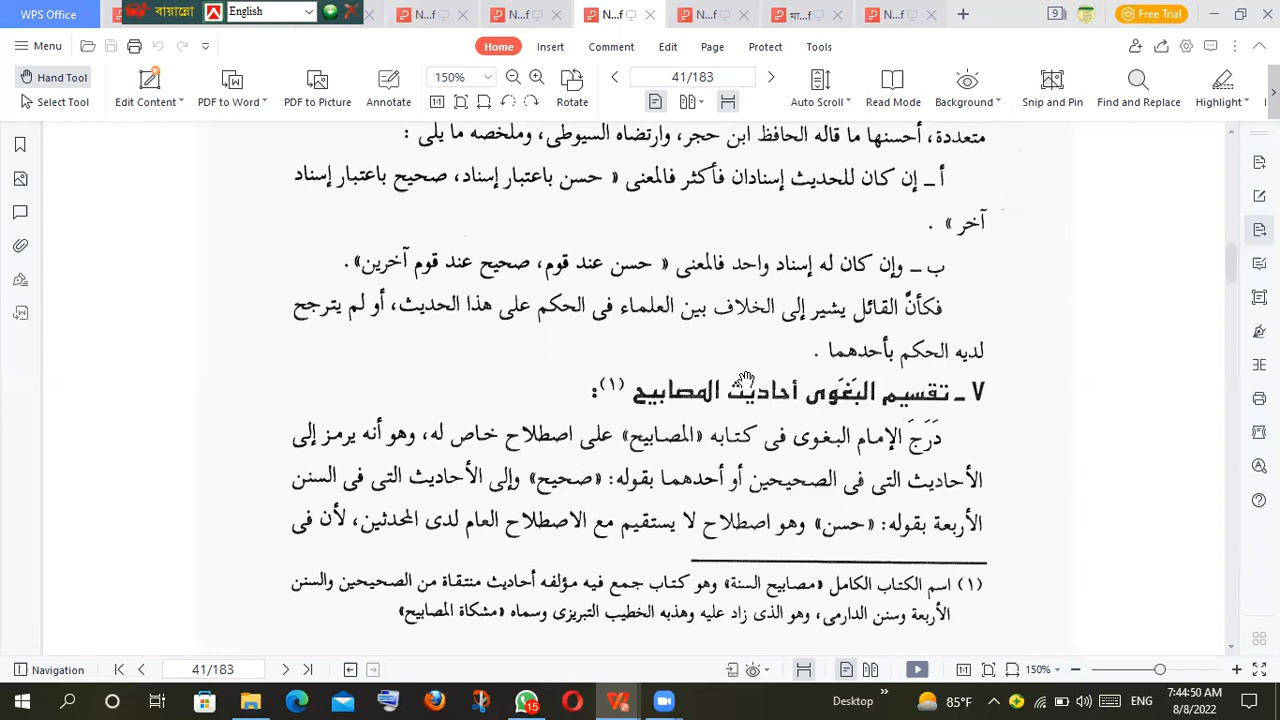 WPS Office
বায়ান্নো
English
N...f
N...f
N...f
N...f
মা...f
N...f
9
Free Trial
Menu
Home
Insert
Comment
Edit
Page
Protect
Tools
Hand Tool
Select Tool
Edit Content
PDF to Word
PDF to Picture
Annotate
150%
Rotate
41/183
Auto Scroll
Read Mode
Background
Snip and Pin
Find and Replace
Highlight
متعددة، أحسنها ما قاله الحافظ ابن حجر، وارتضاه السيوطى، وملخصه ما يلى :
أ ـ إن كان للحديث إسنادان فأكثر فالمعنى « حسن باعتبار إسناد، صحيح باعتبار إسناد
آخر » .
ب ـ وإن كان له إسناد واحد فالمعنى « حسن عند قوم، صحيح عند قوم آخرين» .
فكأنَّ القائل يشير إلى الخلاف بين العلماء فى الحكم على هذا الحديث، أو لم يترجح
لديه الحكم بأحدهما .
٧ ـ تقسيم البَغَوى أحاديث المصابيح (١):
دَرَجَ الإمام البغوى فى كتابه «المصابيح» على اصطلاح خاص له، وهو أنه يرمز إلى
الأحاديث التى فى الصحيحين أو أحدهما بقوله: «صحيح» وإلى الأحاديث التى فى السنن
الأربعة بقوله: «حسن» وهو اصطلاح لا يستقيم مع الاصطلاح العام لدى المحدثين، لأن فى
(١) اسم الكتاب الكامل «مصابيح السنة» وهو كتاب جمع فيه مؤلفه أحاديث منتقاة من الصحيحين والسنن
الأربعة وسنن الدارمى، وهو الذى زاد عليه وهذبه الخطيب التبريزى وسماه «مشكاة المصابيح»
Navigation
41/183
150%
15
Desktop
85°F
ENG
7:44:50 AM
8/8/2022